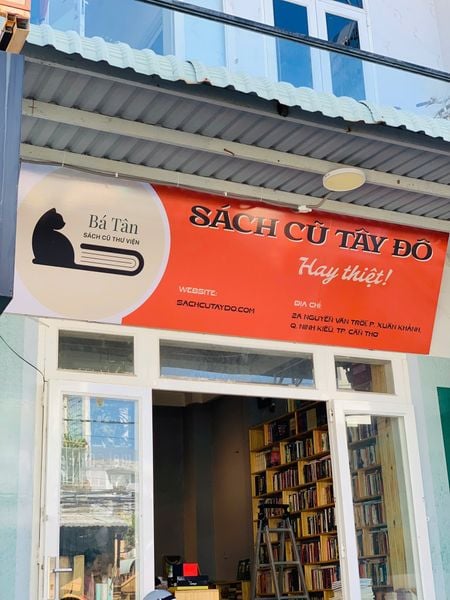 Bá Tân
SÁCH CŨ THƯ VIỆN
SÁCH CŨ TÂY ĐÔ
Hay thiệt!
WEBSITE:
SACHCUTAYDO.COM
ĐỊA CHỈ:
2A NGUYỄN VĂN TRỖI, P. XUÂN KHÁNH,
Q. NINH KIỀU, TP. CẦN THƠ